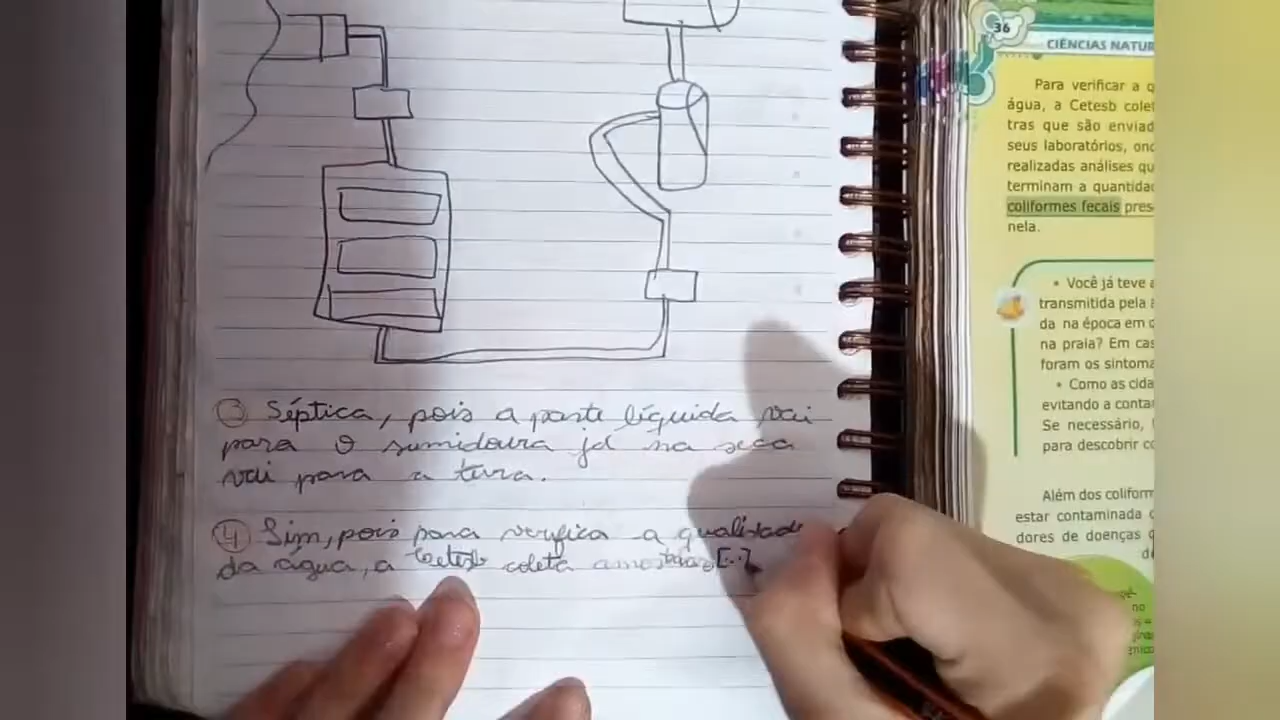 ③ Séptica, pois a parte líquida vai
para o sumidoura já na seca
vai para a terra.
④ Sim, pois para verifica a qualidade
da água, a Cetesb coleta amostras [...]
36
CIÊNCIAS NATUR
Para verificar a q
água, a Cetesb colet
tras que são enviad
seus laboratórios, ond
realizadas análises qu
terminam a quantidad
coliformes fecais pres
nela.
• Você já teve a
transmitida pela á
da na época em q
na praia? Em cas
foram os sintoma
• Como as cida
evitando a conta
Se necessário,
para descobrir co
Além dos coliform
estar contaminada
dores de doenças